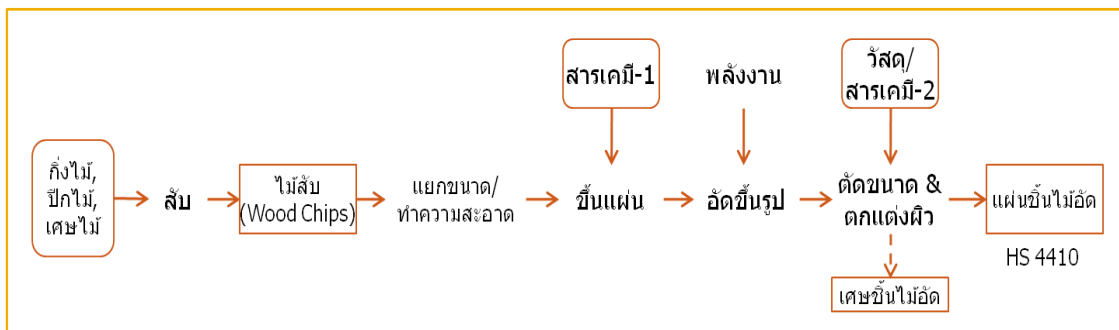 สารเคมี-1
พลังงาน
วัสดุ/
สารเคมี-2
กิ่งไม้,
ปีกไม้,
เศษไม้
สับ
ไม้สับ
(Wood Chips)
แยกขนาด/
ทำความสะอาด
ขึ้นแผ่น
อัดขึ้นรูป
ตัดขนาด &
ตกแต่งผิว
แผ่นชิ้นไม้อัด
HS 4410
เศษชิ้นไม้อัด